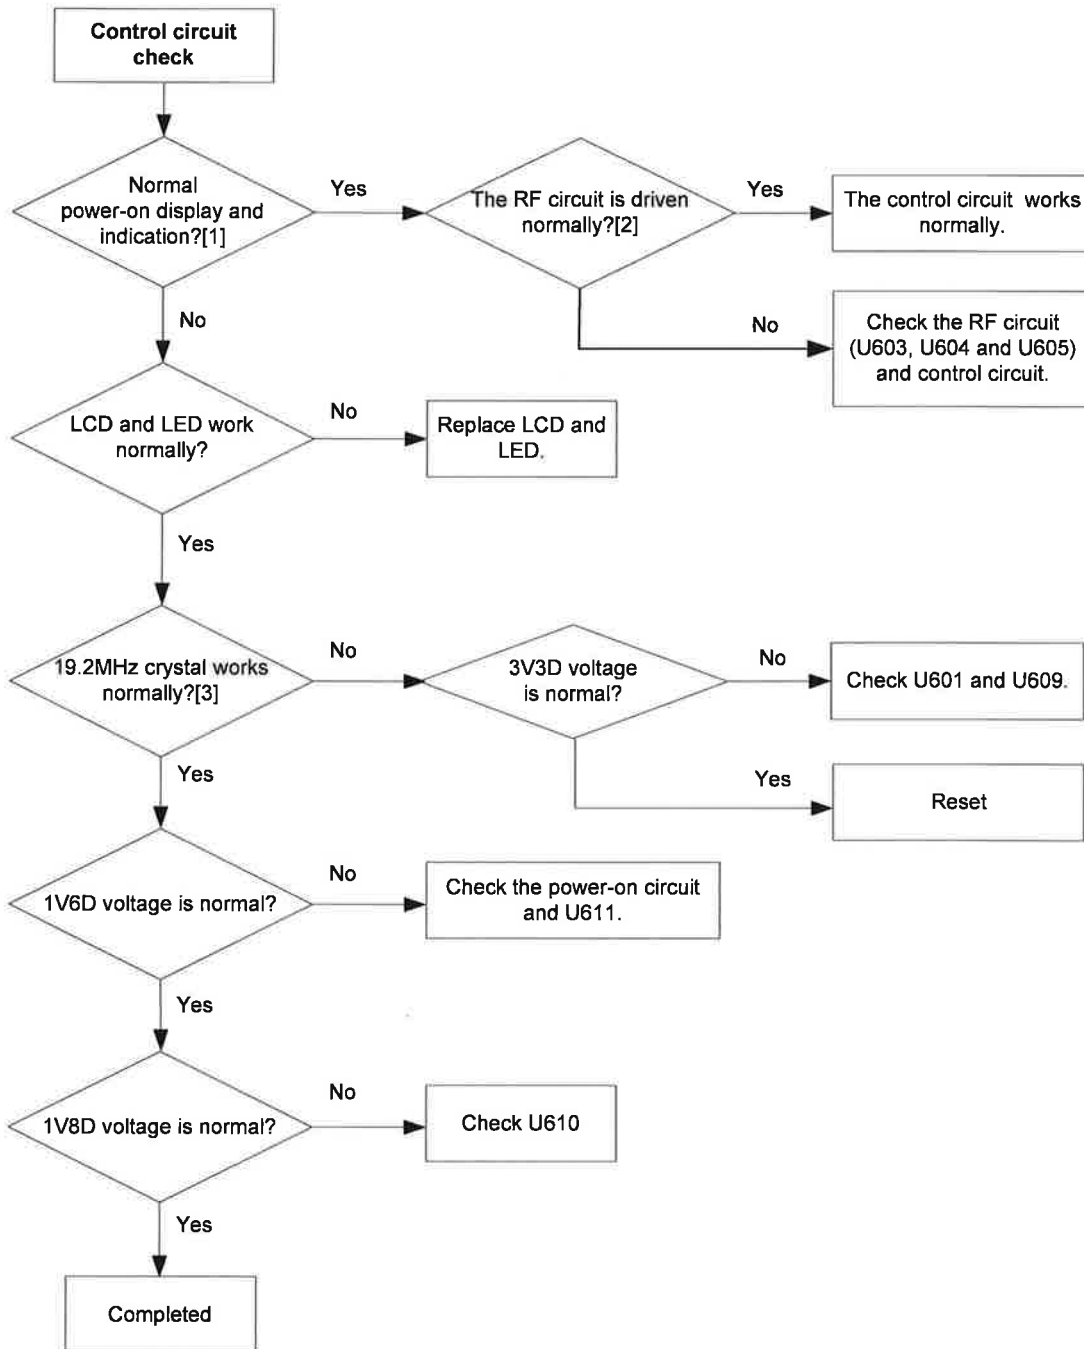 Control circuit
check
Normal
power-on display and
indication?[1]
Yes
The RF circuit is driven
normally?[2]
Yes
The control circuit works
normally.
No
No
Check the RF circuit
(U603, U604 and U605)
and control circuit.
LCD and LED work
normally?
No
Replace LCD and
LED.
Yes
19.2MHz crystal works
normally?[3]
No
3V3D voltage
is normal?
No
Check U601 and U609.
Yes
Yes
Reset
1V6D voltage is normal?
No
Check the power-on circuit
and U611.
Yes
1V8D voltage is normal?
No
Check U610
Yes
Completed